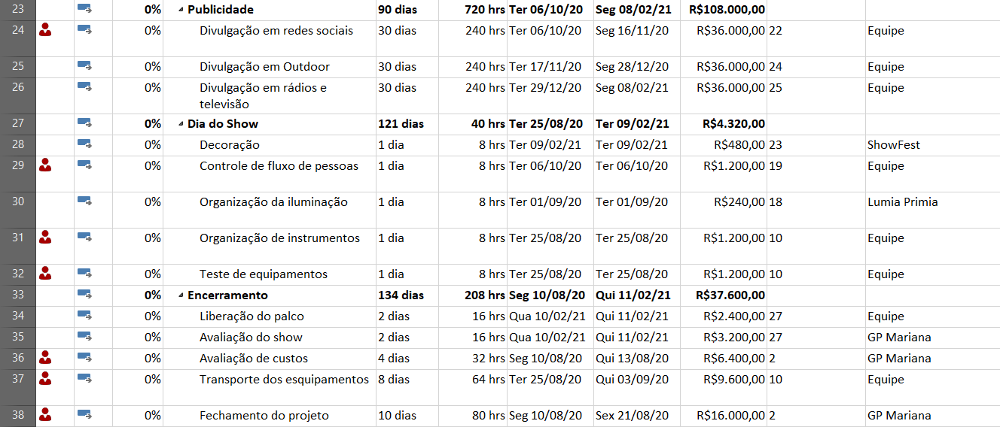 23 0% Publicidade 90 dias 720 hrs Ter 06/10/20 Seg 08/02/21 R$108.000,00
24 0% Divulgação em redes sociais 30 dias 240 hrs Ter 06/10/20 Seg 16/11/20 R$36.000,00 22 Equipe
25 0% Divulgação em Outdoor 30 dias 240 hrs Ter 17/11/20 Seg 28/12/20 R$36.000,00 24 Equipe
26 0% Divulgação em rádios e 30 dias 240 hrs Ter 29/12/20 Seg 08/02/21 R$36.000,00 25 Equipe
televisão
27 0% Dia do Show 121 dias 40 hrs Ter 25/08/20 Ter 09/02/21 R$4.320,00
28 0% Decoração 1 dia 8 hrs Ter 09/02/21 Ter 09/02/21 R$480,00 23 ShowFest
29 0% Controle de fluxo de pessoas 1 dia 8 hrs Ter 06/10/20 Ter 06/10/20 R$1.200,00 19 Equipe
30 0% Organização da iluminação 1 dia 8 hrs Ter 01/09/20 Ter 01/09/20 R$240,00 18 Lumia Primia
31 0% Organização de instrumentos 1 dia 8 hrs Ter 25/08/20 Ter 25/08/20 R$1.200,00 10 Equipe
32 0% Teste de equipamentos 1 dia 8 hrs Ter 25/08/20 Ter 25/08/20 R$1.200,00 10 Equipe
33 0% Encerramento 134 dias 208 hrs Seg 10/08/20 Qui 11/02/21 R$37.600,00
34 0% Liberação do palco 2 dias 16 hrs Qua 10/02/21 Qui 11/02/21 R$2.400,00 27 Equipe
35 0% Avaliação do show 2 dias 16 hrs Qua 10/02/21 Qui 11/02/21 R$3.200,00 27 GP Mariana
36 0% Avaliação de custos 4 dias 32 hrs Seg 10/08/20 Qui 13/08/20 R$6.400,00 2 GP Mariana
37 0% Transporte dos esquipamentos 8 dias 64 hrs Ter 25/08/20 Qui 03/09/20 R$9.600,00 10 Equipe
38 0% Fechamento do projeto 10 dias 80 hrs Seg 10/08/20 Sex 21/08/20 R$16.000,00 2 GP Mariana